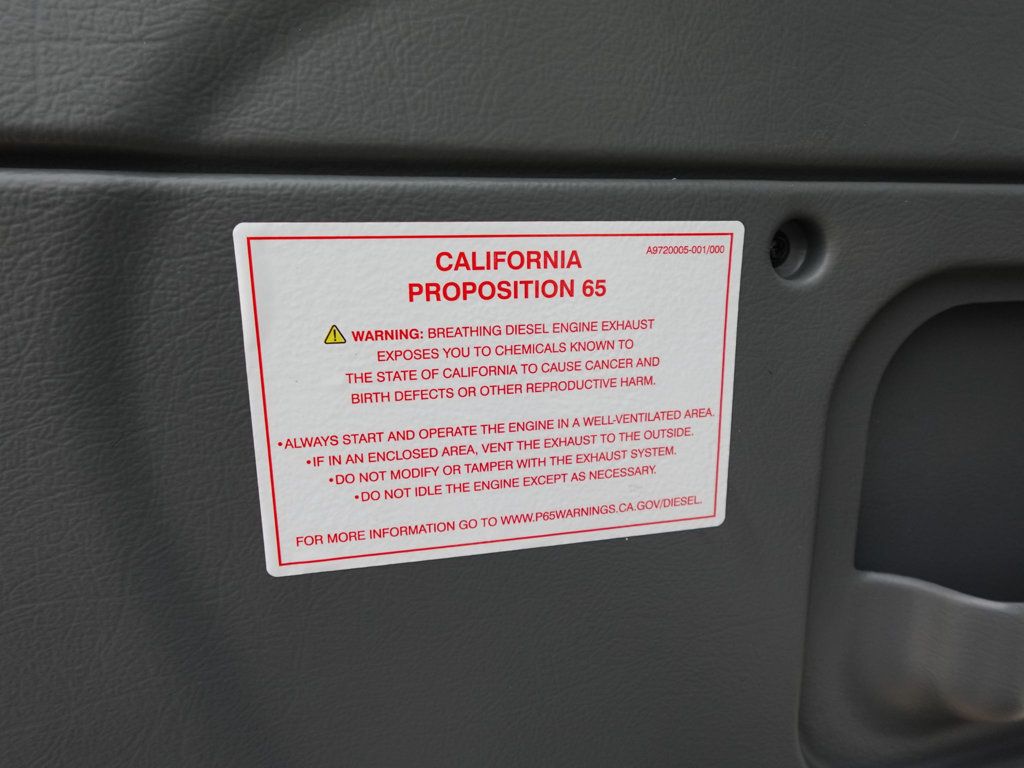 A9720005-001/000
CALIFORNIA
PROPOSITION 65
WARNING: BREATHING DIESEL ENGINE EXHAUST
EXPOSES YOU TO CHEMICALS KNOWN TO
THE STATE OF CALIFORNIA TO CAUSE CANCER AND
BIRTH DEFECTS OR OTHER REPRODUCTIVE HARM.
•ALWAYS START AND OPERATE THE ENGINE IN A WELL-VENTILATED AREA.
•IF IN AN ENCLOSED AREA, VENT THE EXHAUST TO THE OUTSIDE.
•DO NOT MODIFY OR TAMPER WITH THE EXHAUST SYSTEM.
•DO NOT IDLE THE ENGINE EXCEPT AS NECESSARY.
FOR MORE INFORMATION GO TO WWW.P65WARNINGS.CA.GOV/DIESEL.